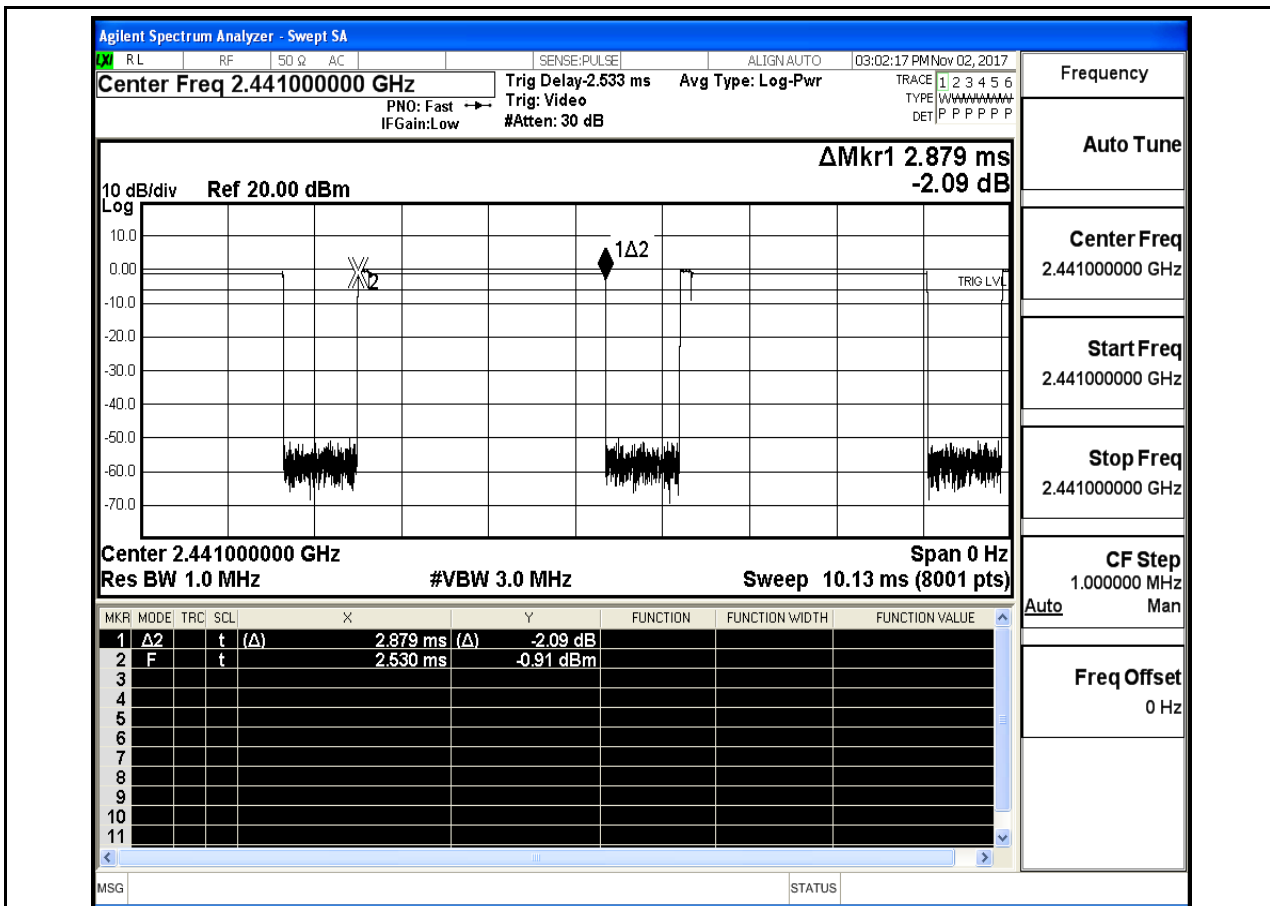 Agilent Spectrum Analyzer - Swept SA
LXI RL RF 50 Ω AC SENSE:PULSE ALIGN AUTO 03:02:17 PM Nov 02, 2017
Center Freq 2.441000000 GHz
PNO: Fast
IFGain:Low
Trig Delay-2.533 ms
Trig: Video
#Atten: 30 dB
Avg Type: Log-Pwr
TRACE 1 2 3 4 5 6
TYPE WWWWWW
DET P P P P P P
ΔMkr1 2.879 ms
-2.09 dB
10 dB/div Ref 20.00 dBm
Log
10.0
0.00
-10.0
-20.0
-30.0
-40.0
-50.0
-60.0
-70.0
1Δ2
2
TRIG LVL
Center 2.441000000 GHz Span 0 Hz
Res BW 1.0 MHz #VBW 3.0 MHz Sweep 10.13 ms (8001 pts)
MKR MODE TRC SCL X Y FUNCTION FUNCTION WIDTH FUNCTION VALUE
1 Δ2 t (Δ) 2.879 ms (Δ) -2.09 dB
2 F t 2.530 ms -0.91 dBm
3
4
5
6
7
8
9
10
11
MSG STATUS
Frequency
Auto Tune
Center Freq
2.441000000 GHz
Start Freq
2.441000000 GHz
Stop Freq
2.441000000 GHz
CF Step
1.000000 MHz
Auto Man
Freq Offset
0 Hz